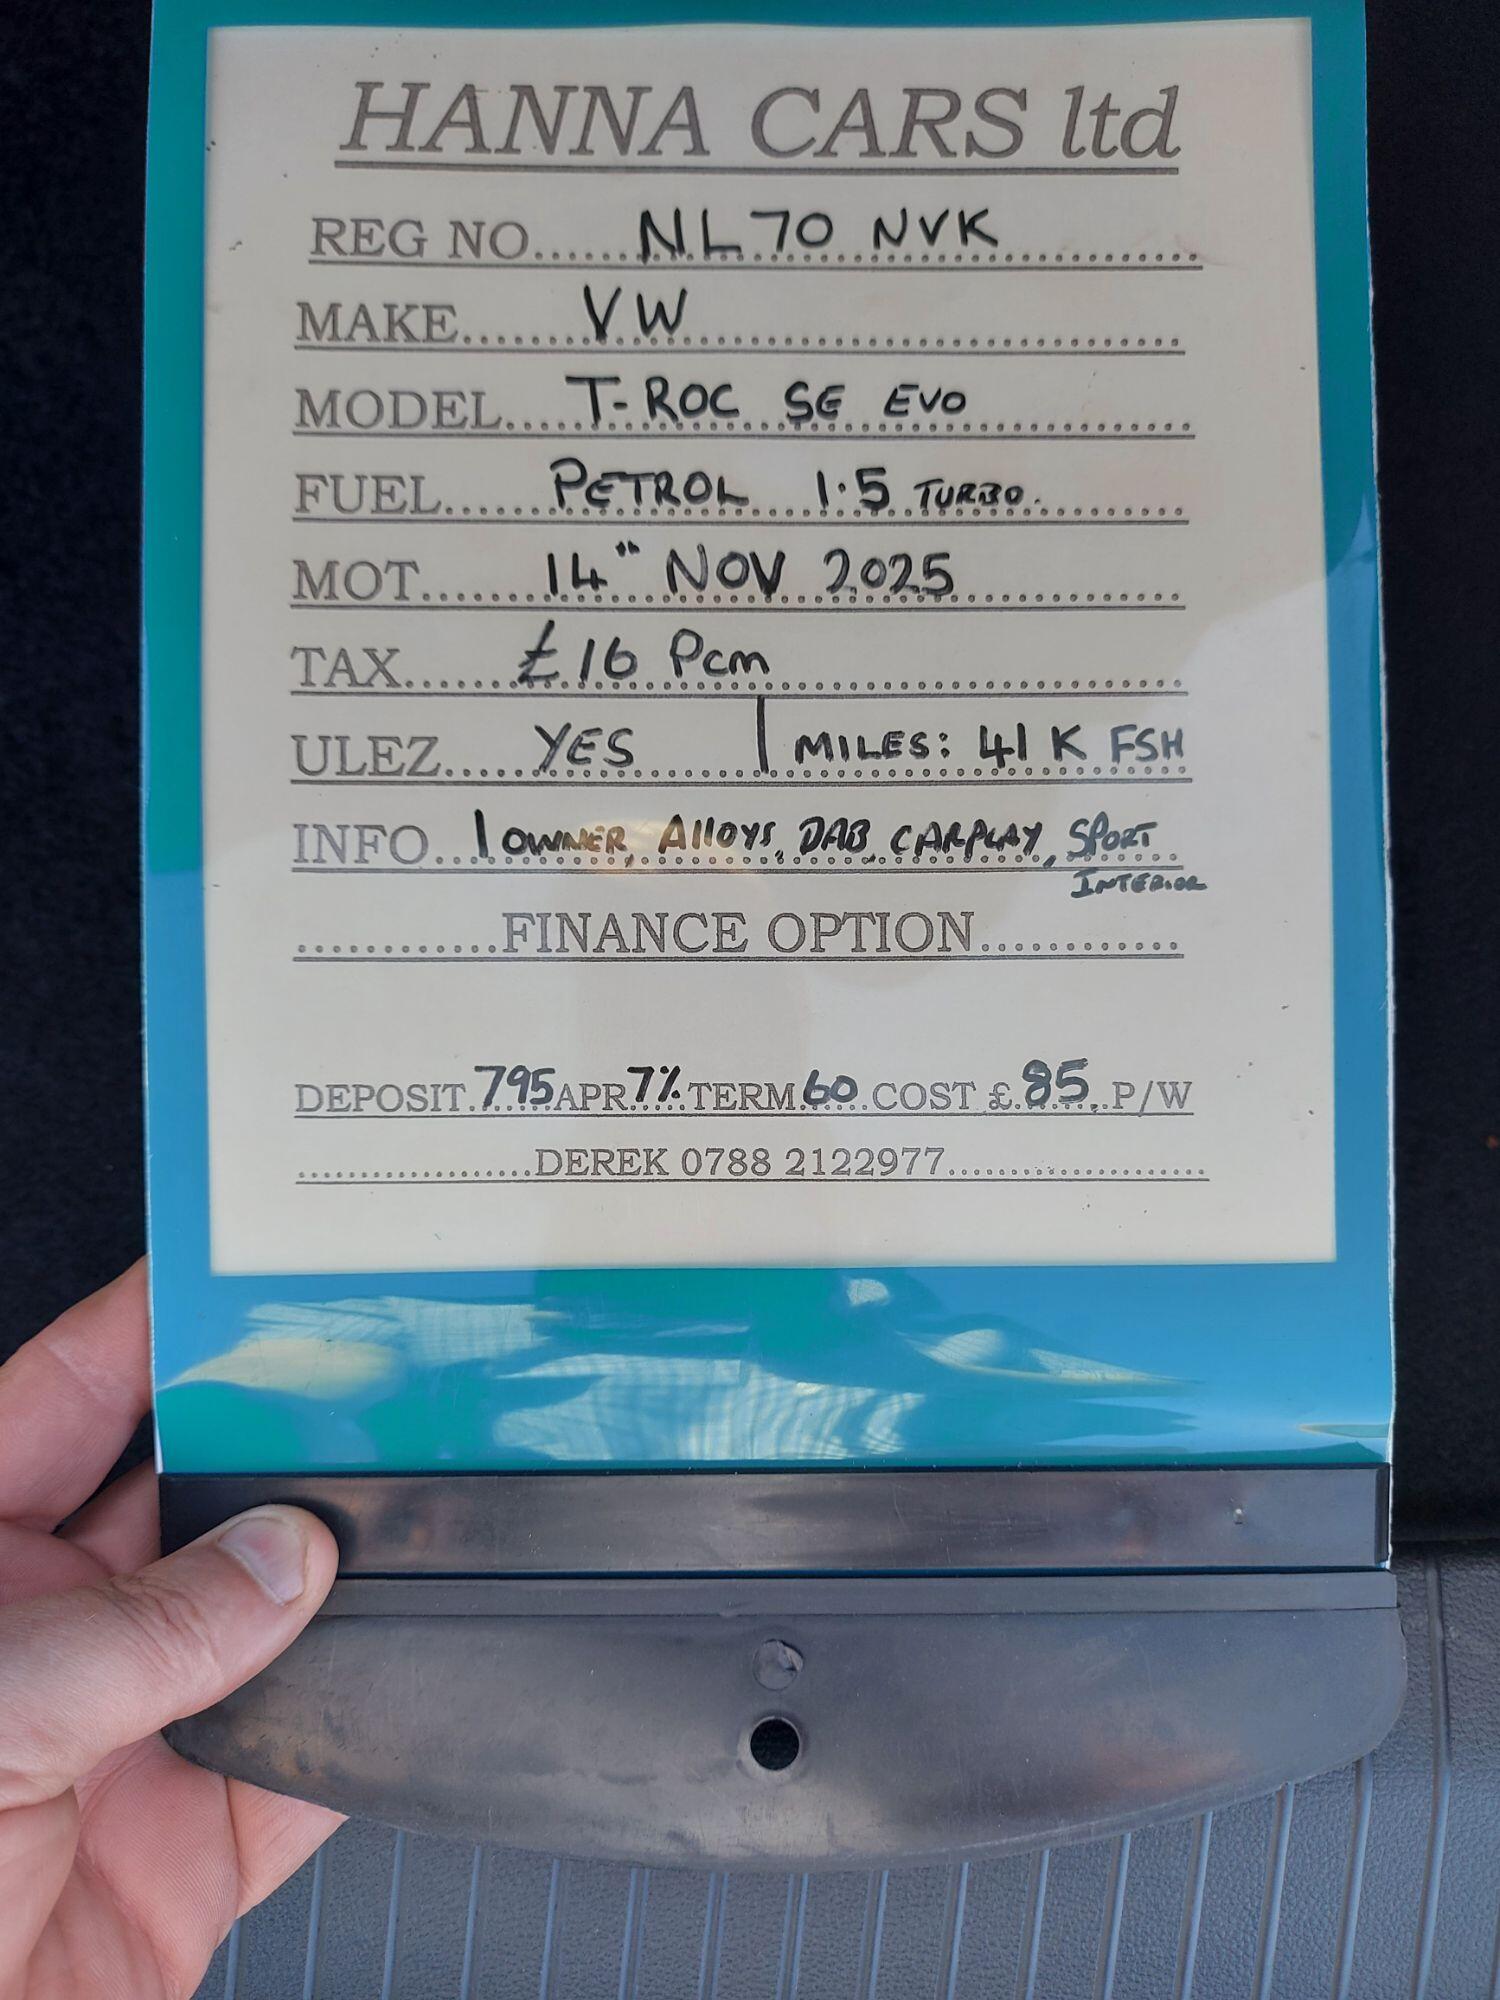 HANNA CARS ltd
REG NO......NL70 NVK..............
MAKE......VW..............
MODEL....T-ROC SE EVO..............
FUEL......PETROL 1.5 TURBO...............
MOT......14TH NOV 2025..............
TAX......£16 Pcm..............
ULEZ.....YES | MILES: 41K FSH
INFO...1 OWNER, Alloys, DAB, CARPLAY, SPORT
INTERIOR
............FINANCE OPTION............
DEPOSIT.795 APR 7% TERM 60 COST £ 85 P/W
..................DEREK 0788 2122977....................